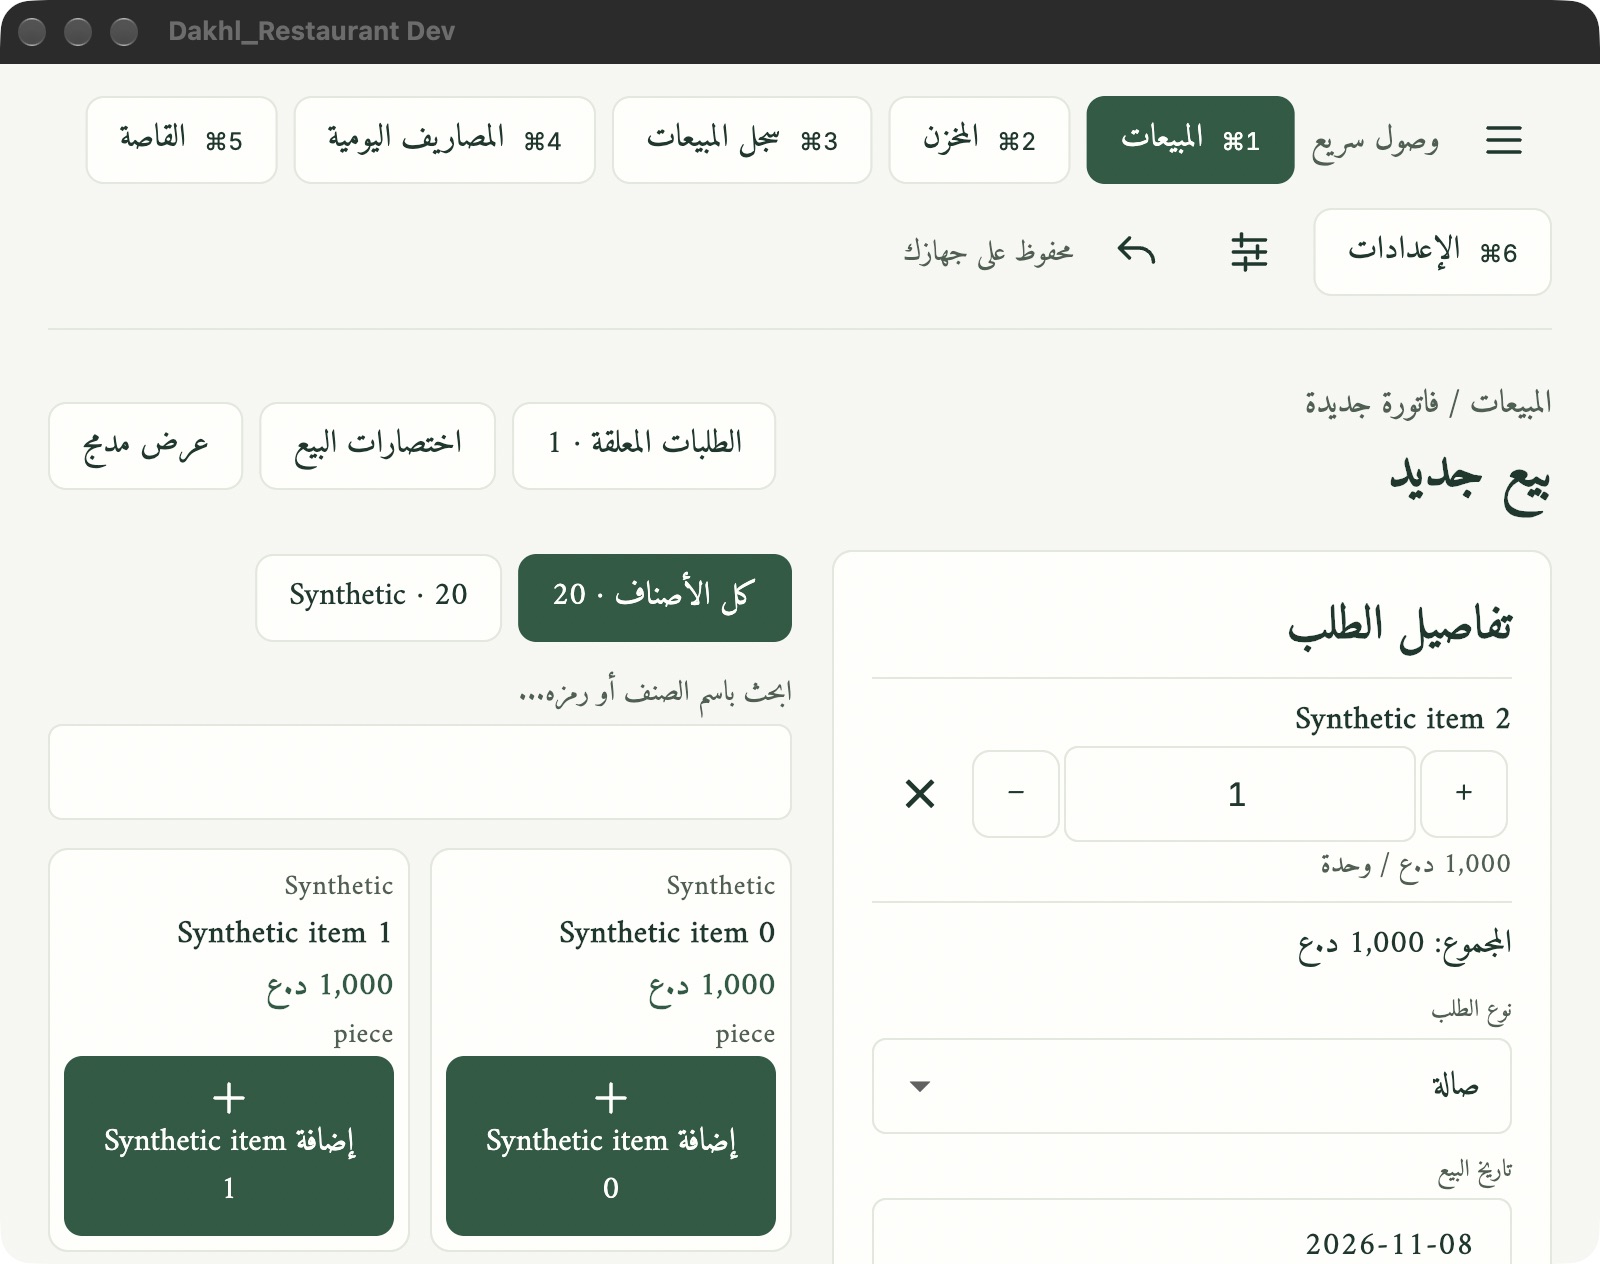 Dakhl_Restaurant Dev
وصول سريع
المبيعات ⌘1
المخزن ⌘2
سجل المبيعات ⌘3
المصاريف اليومية ⌘4
القاصة ⌘5
الإعدادات ⌘6
محفوظ على جهازك
المبيعات / فاتورة جديدة
بيع جديد
الطلبات المعلقة · 1
اختصارات البيع
عرض مدمج
تفاصيل الطلب
Synthetic item 2
+
1
−
1,000 د.ع / وحدة
المجموع: 1,000 د.ع
نوع الطلب
صالة
تاريخ البيع
2026-11-08
كل الأصناف · 20
Synthetic · 20
ابحث باسم الصنف أو رمزه...
Synthetic
Synthetic item 0
1,000 د.ع
piece
إضافة Synthetic item
0
Synthetic
Synthetic item 1
1,000 د.ع
piece
إضافة Synthetic item
1